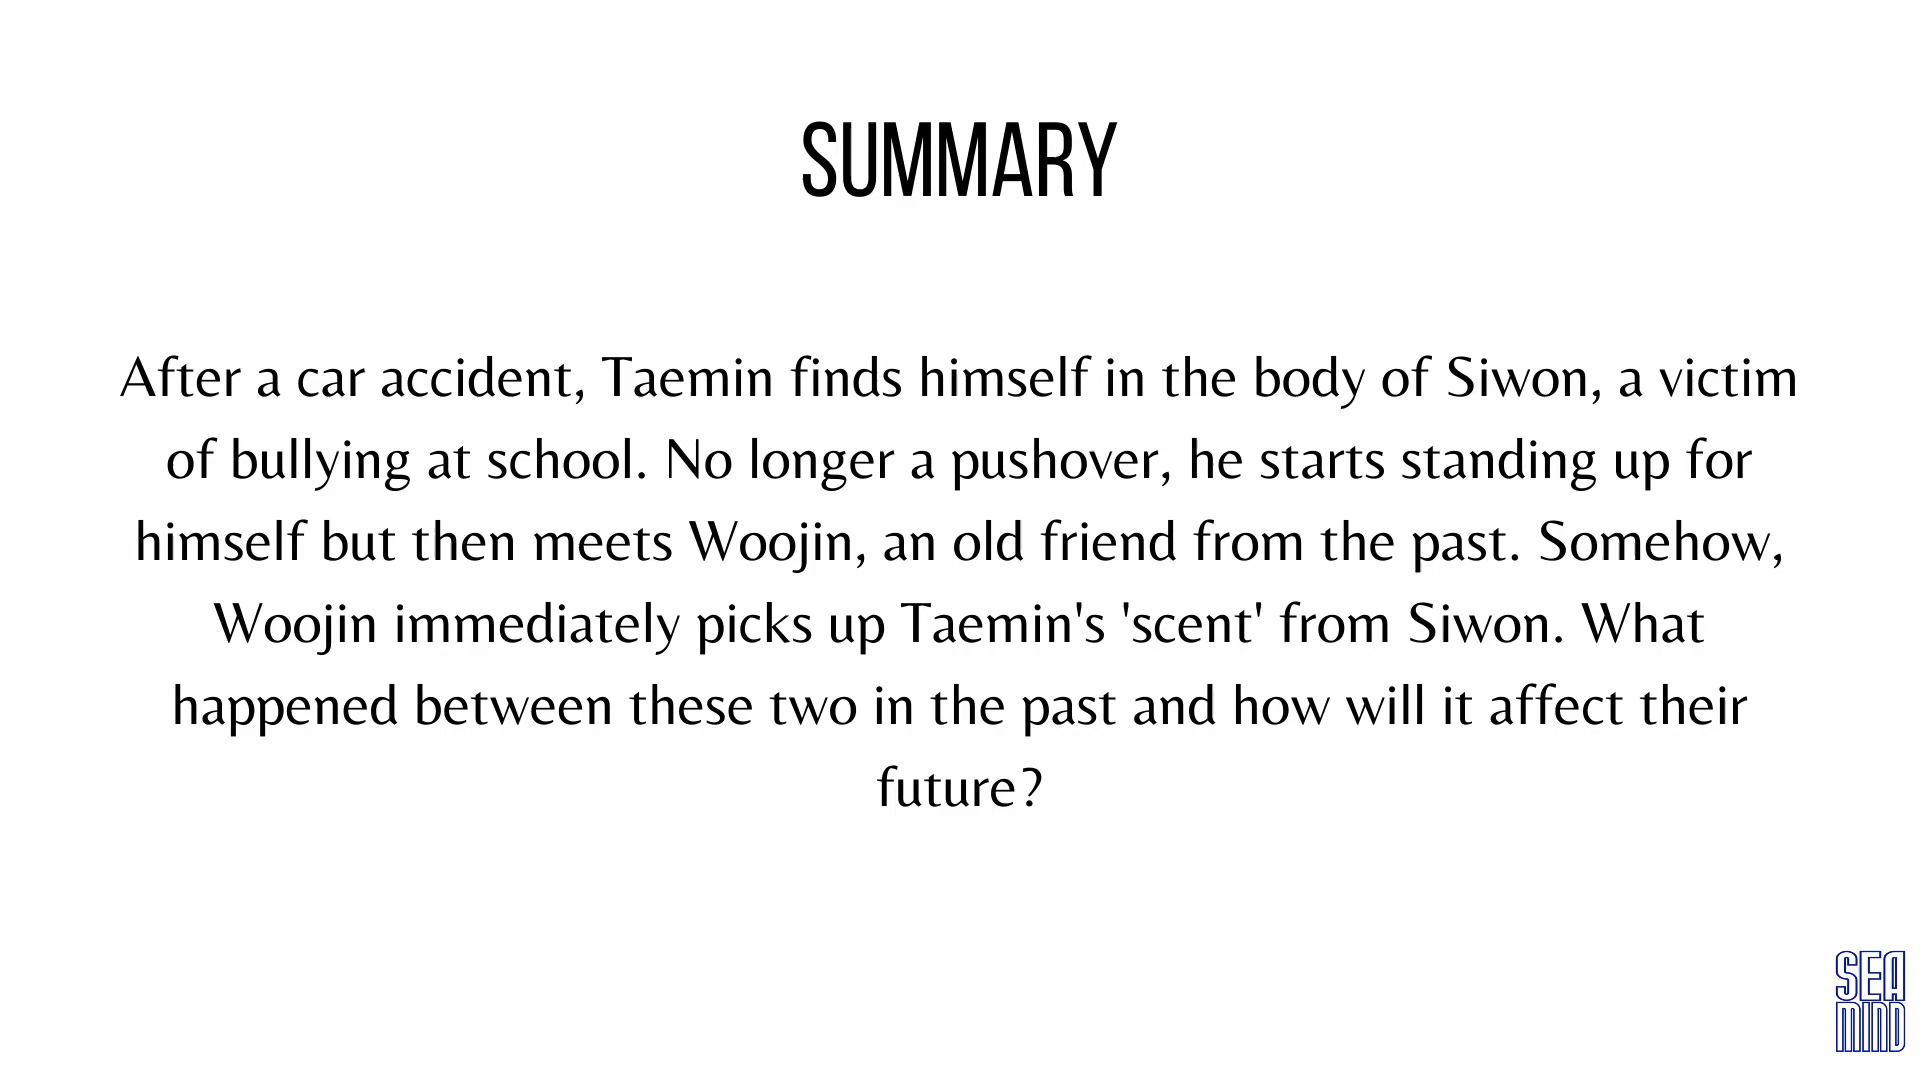 SUMMARY
After a car accident, Taemin finds himself in the body of Siwon, a victim
of bullying at school. No longer a pushover, he starts standing up for
himself but then meets Woojin, an old friend from the past. Somehow,
Woojin immediately picks up Taemin's 'scent' from Siwon. What
happened between these two in the past and how will it affect their
future?
SEA
MIND